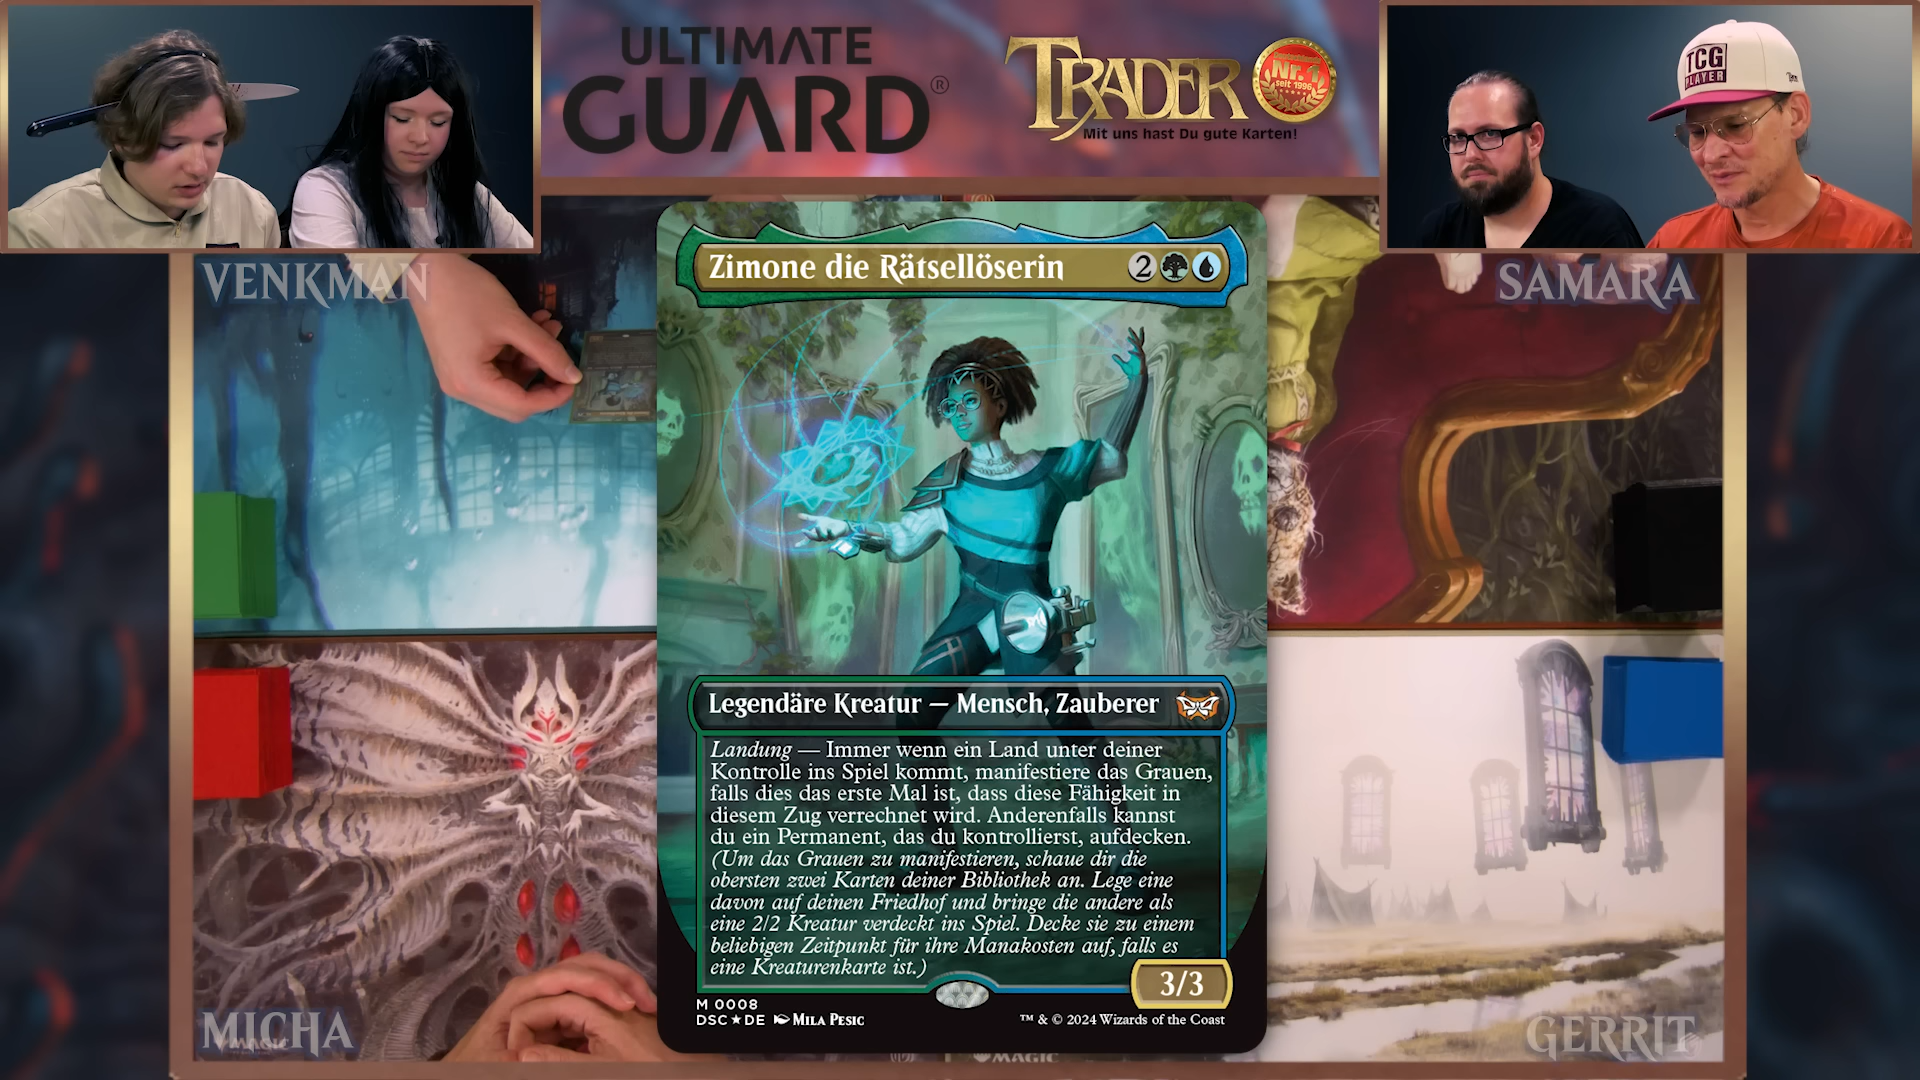 ULTIMATE
GUARD®
TRADER
Nr. 1
seit 1996
Mit uns hast Du gute Karten!
TCG
PLAYER
VENKMAN
SAMARA
Zimone die Rätsellöserin
2
Legendäre Kreatur — Mensch, Zauberer
Landung — Immer wenn ein Land unter deiner
Kontrolle ins Spiel kommt, manifestiere das Grauen,
falls dies das erste Mal ist, dass diese Fähigkeit in
diesem Zug verrechnet wird. Anderenfalls kannst
du ein Permanent, das du kontrollierst, aufdecken.
(Um das Grauen zu manifestieren, schaue dir die
obersten zwei Karten deiner Bibliothek an. Lege eine
davon auf deinen Friedhof und bringe die andere als
eine 2/2 Kreatur verdeckt ins Spiel. Decke sie zu einem
beliebigen Zeitpunkt für ihre Manakosten auf, falls es
eine Kreaturenkarte ist.)
3/3
M 0008
DSC★DE Mila Pesic
™ & © 2024 Wizards of the Coast
MICHA
MAGIC
MAGIC
GERRIT